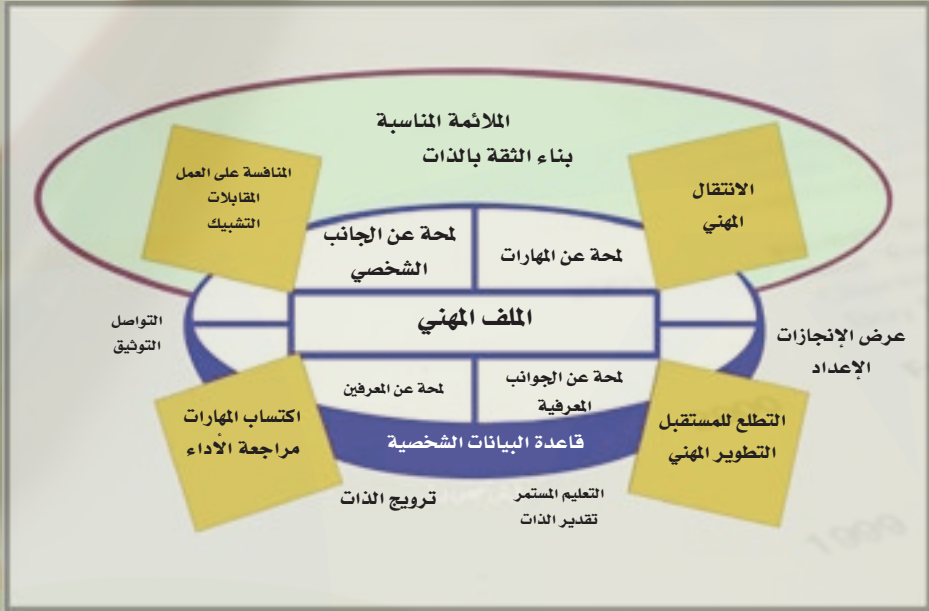 الملائمة المناسبة
بناء الثقة بالذات
الانتقال
المهني
المنافسة على العمل
المقابلات
التشبيك
لمحة عن المهارات
لمحة عن الجانب
الشخصي
الملف المهني
عرض الإنجازات
الإعداد
التواصل
التوثيق
لمحة عن الجوانب
المعرفية
لمحة عن المعرفين
التطلع للمستقبل
التطوير المهني
قاعدة البيانات الشخصية
اكتساب المهارات
مراجعة الأداء
التعليم المستمر
تقدير الذات
ترويج الذات
1999